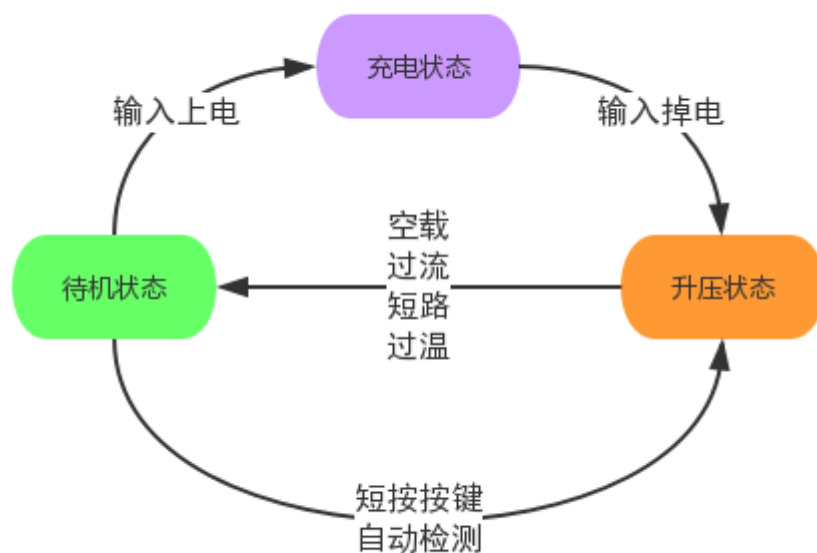 充电状态
输入上电
输入掉电
空载
过流
短路
过温
待机状态
升压状态
短按按键
自动检测